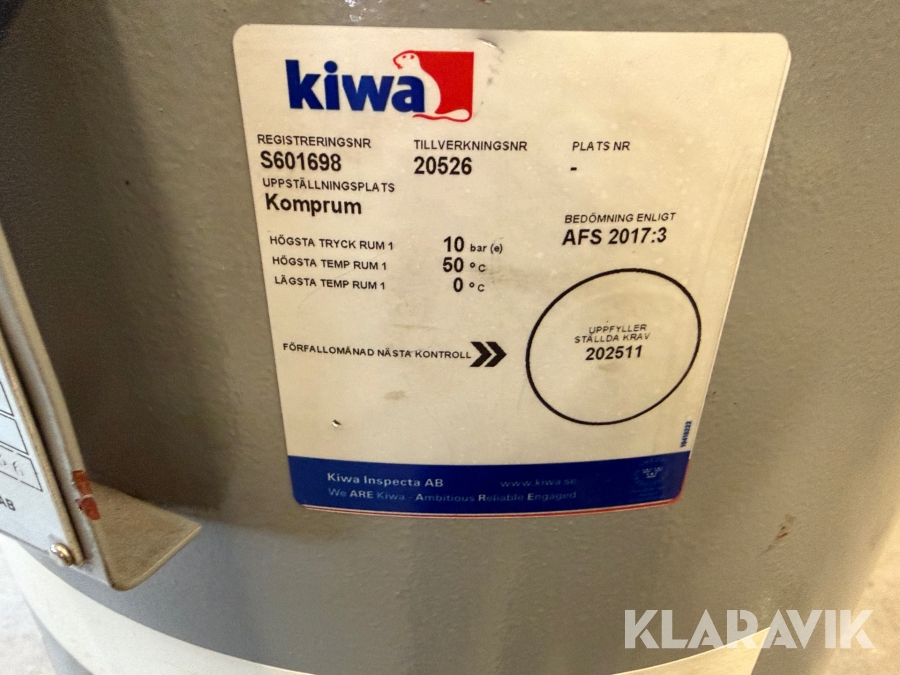 kiwa
REGISTRERINGSNR TILLVERKNINGSNR PLATS NR
S601698 20526 -
UPPSTÄLLNINGSPLATS
Komprum
BEDÖMNING ENLIGT
AFS 2017:3
HÖGSTA TRYCK RUM 1 10 bar (e)
HÖGSTA TEMP RUM 1 50 °C
LÄGSTA TEMP RUM 1 0 °C
FÖRFALLOMÅNAD NÄSTA KONTROLL
UPPFYLLER
STÄLLDA KRAV
202511
Kiwa Inspecta AB www.kiwa.se
We ARE Kiwa - Ambitious Reliable Engaged
AB
KLARAVIK